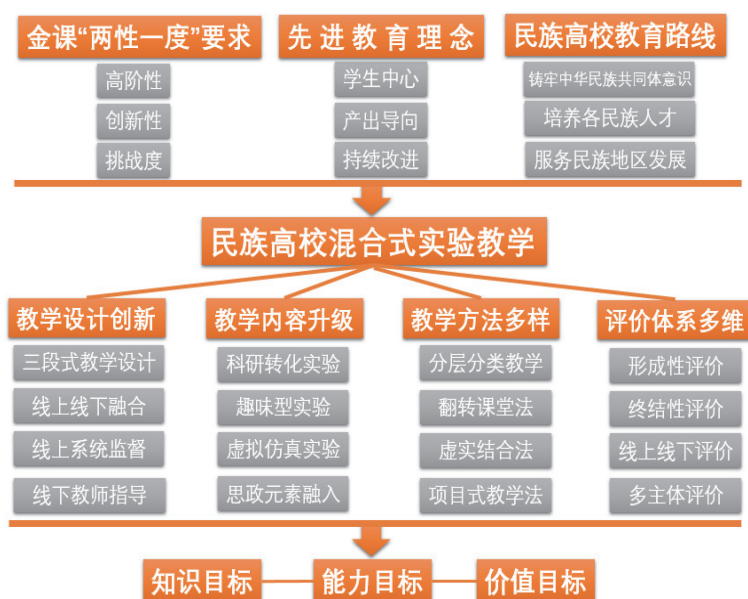 金课“两性一度”要求
高阶性
创新性
挑战度
先进教育理念
学生中心
产出导向
持续改进
民族高校教育路线
铸牢中华民族共同体意识
培养各民族人才
服务民族地区发展
民族高校混合式实验教学
教学设计创新
三段式教学设计
线上线下融合
线上系统监督
线下教师指导
教学内容升级
科研转化实验
趣味型实验
虚拟仿真实验
思政元素融入
教学方法多样
分层分类教学
翻转课堂法
虚实结合法
项目式教学法
评价体系多维
形成性评价
终结性评价
线上线下评价
多主体评价
知识目标
能力目标
价值目标